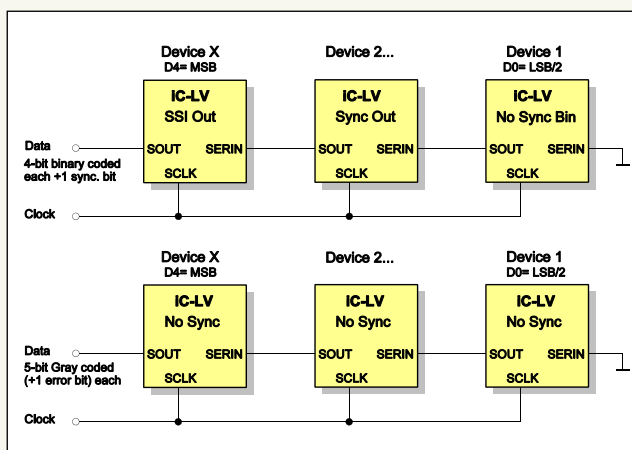 Device X
D4= MSB
Device 2...
Device 1
D0= LSB/2
iC-LV
SSI Out
iC-LV
Sync Out
iC-LV
No Sync Bin
Data
4-bit binary coded
each +1 sync. bit
SOUT SERIN
SCLK
SOUT SERIN
SCLK
SOUT SERIN
SCLK
Clock
Device X
D4= MSB
Device 2...
Device 1
D0= LSB/2
iC-LV
No Sync
iC-LV
No Sync
iC-LV
No Sync
Data
5-bit Gray coded
(+1 error bit) each
SOUT SERIN
SCLK
SOUT SERIN
SCLK
SOUT SERIN
SCLK
Clock